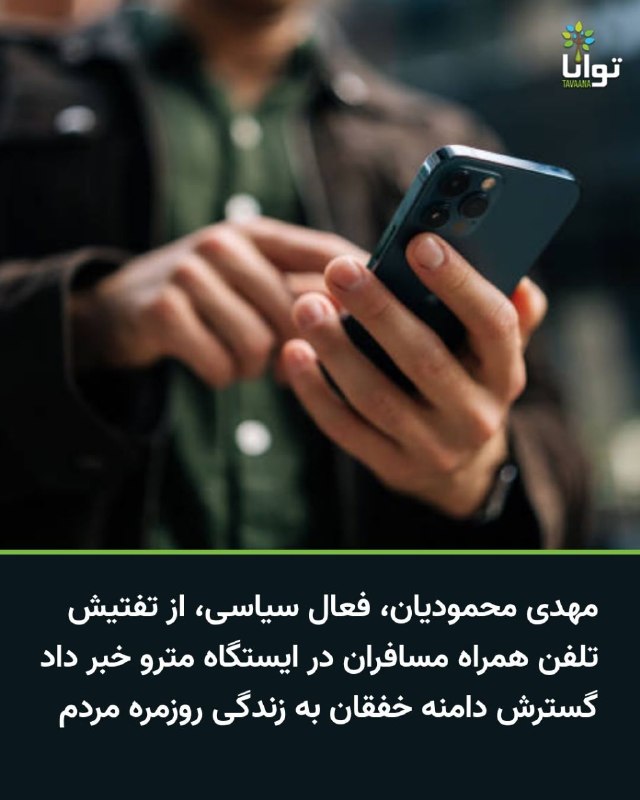 توانا
TAVAANA
مهدی محمودیان، فعال سیاسی، از تفتیش
تلفن همراه مسافران در ایستگاه مترو خبر داد
گسترش دامنه خفقان به زندگی روزمره مردم